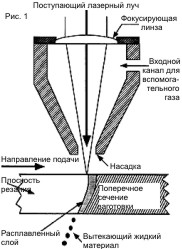 Поступающий лазерный луч
Рис. 1
Фокусирующая
линза
Входной
канал для
вспомога-
тельного
газа
Направление подачи
Насадка
Плоскость
резания
Поперечное
сечение
заготовки
Расплавленный
слой
Вытекающий жидкий
материал